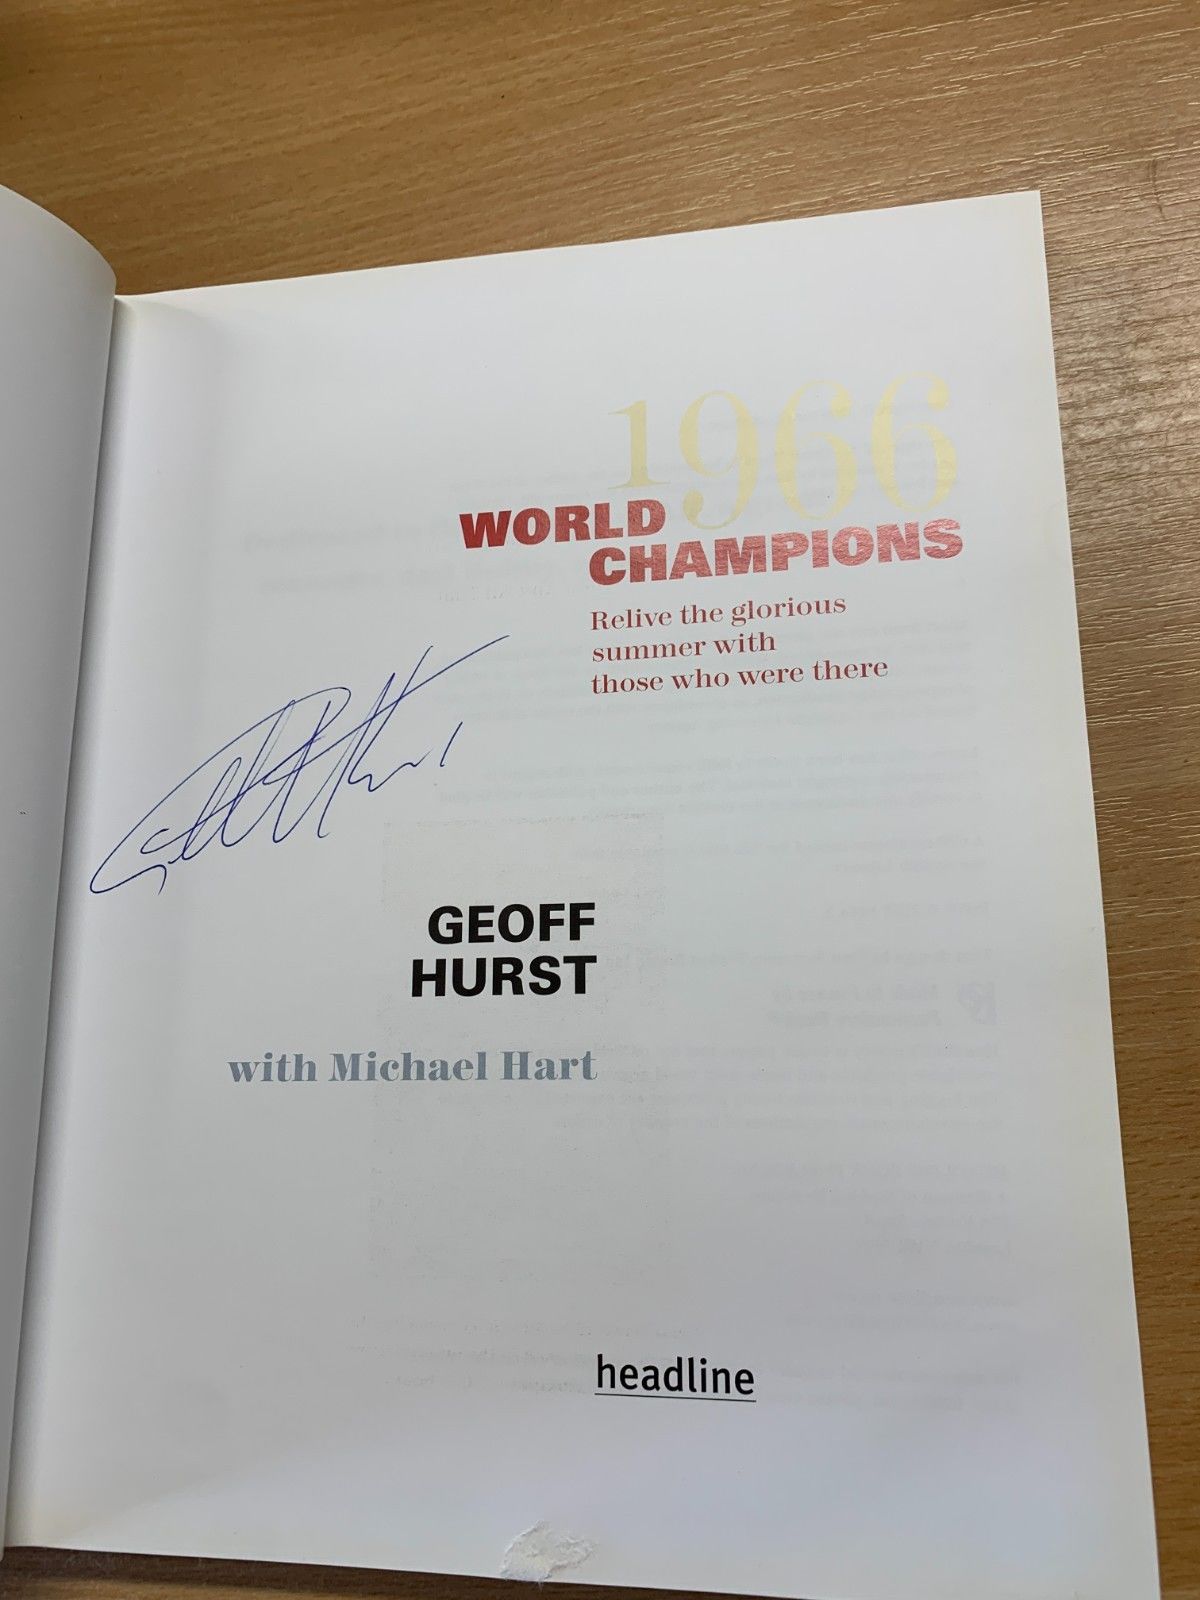 1966
WORLD
CHAMPIONS
Relive the glorious
summer with
those who were there
GEOFF
HURST
with Michael Hart
headline